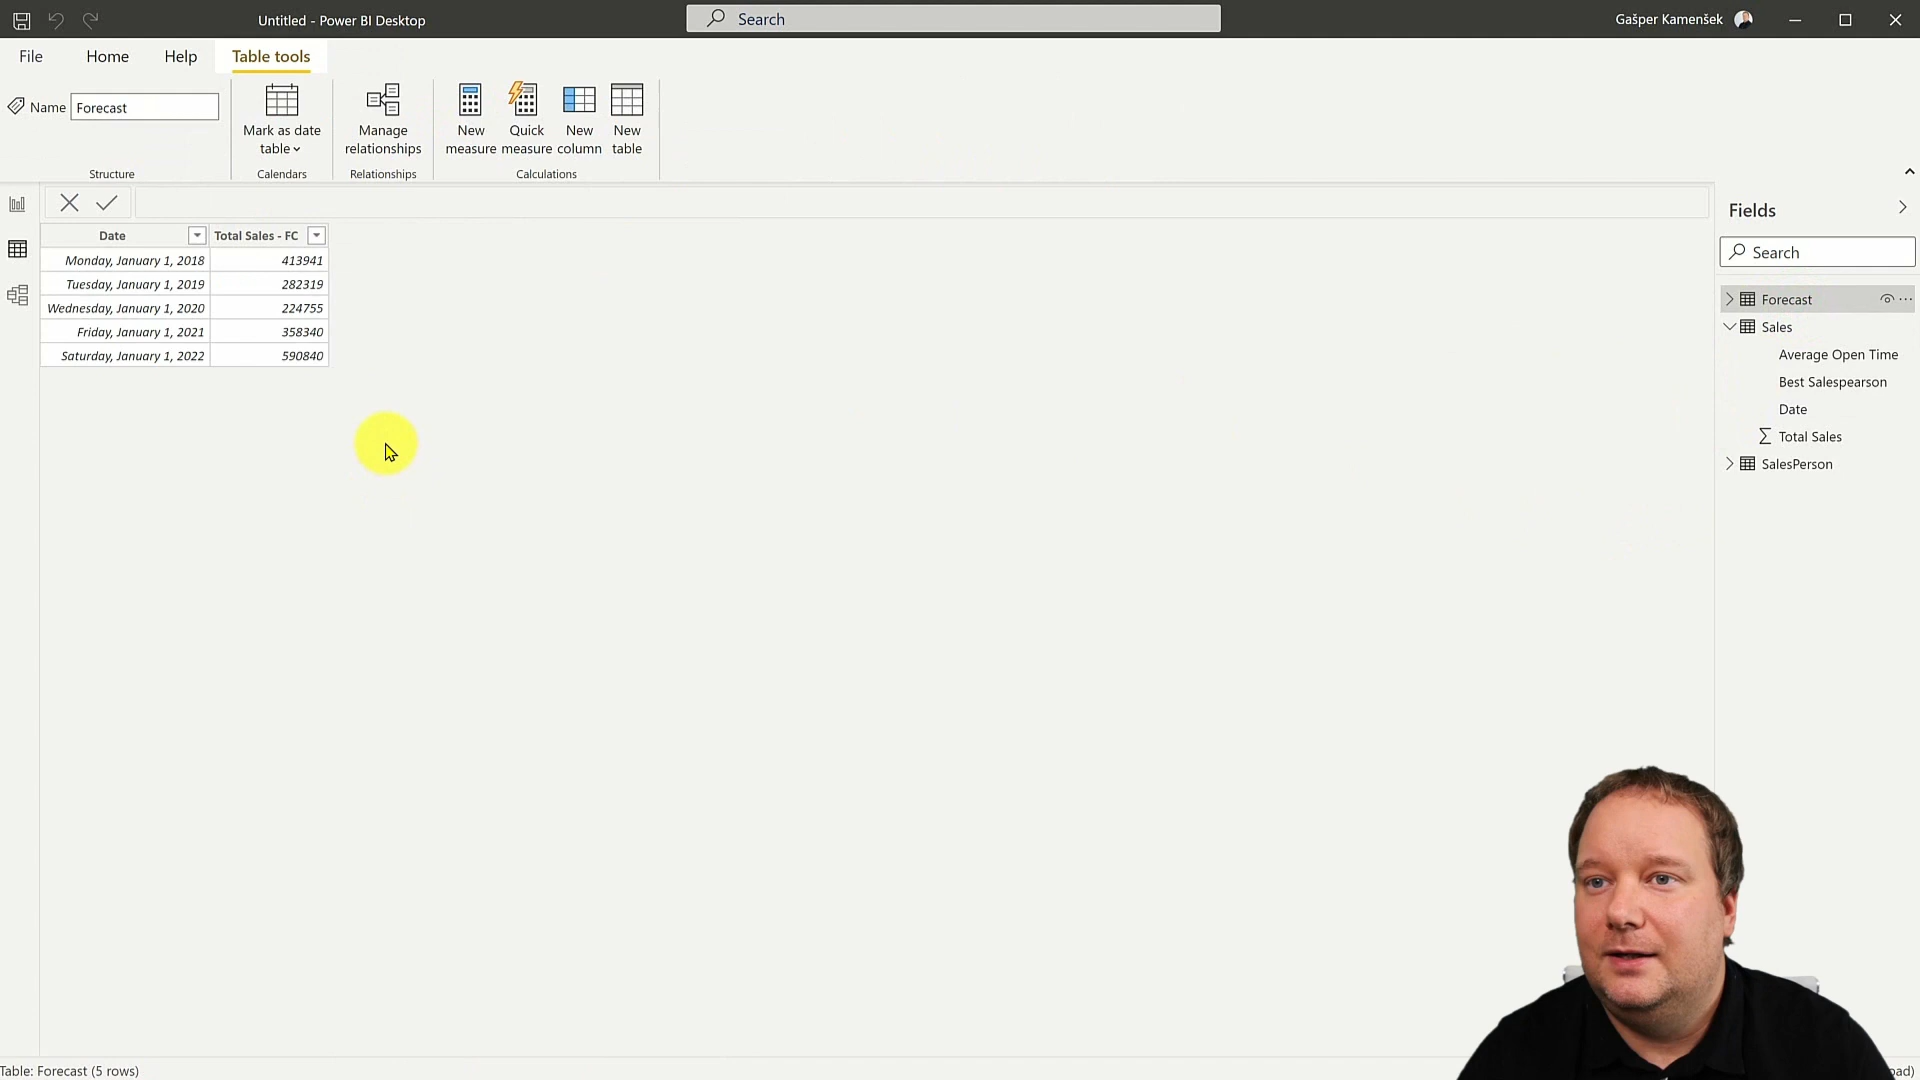 Untitled - Power BI Desktop
Search
Gašper Kamenšek
File
Home
Help
Table tools
Name
Forecast
Mark as date
table
Manage
relationships
New
measure
Quick
measure
New
column
New
table
Structure
Calendars
Relationships
Calculations
Date
Total Sales - FC
Monday, January 1, 2018
413941
Tuesday, January 1, 2019
282319
Wednesday, January 1, 2020
224755
Friday, January 1, 2021
358340
Saturday, January 1, 2022
590840
Fields
Search
Forecast
Sales
Average Open Time
Best Salespearson
Date
Total Sales
SalesPerson
Table: Forecast (5 rows)